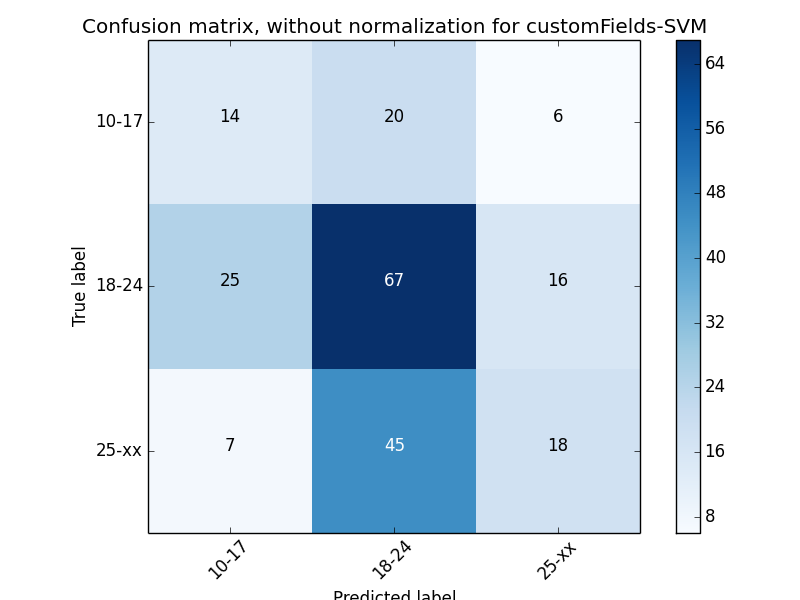 Confusion matrix, without normalization for customFields-SVM
10-17 14 20 6
18-24 25 67 16
25-xx 7 45 18
True label
10-17 18-24 25-xx
Predicted label
64
56
48
40
32
24
16
8